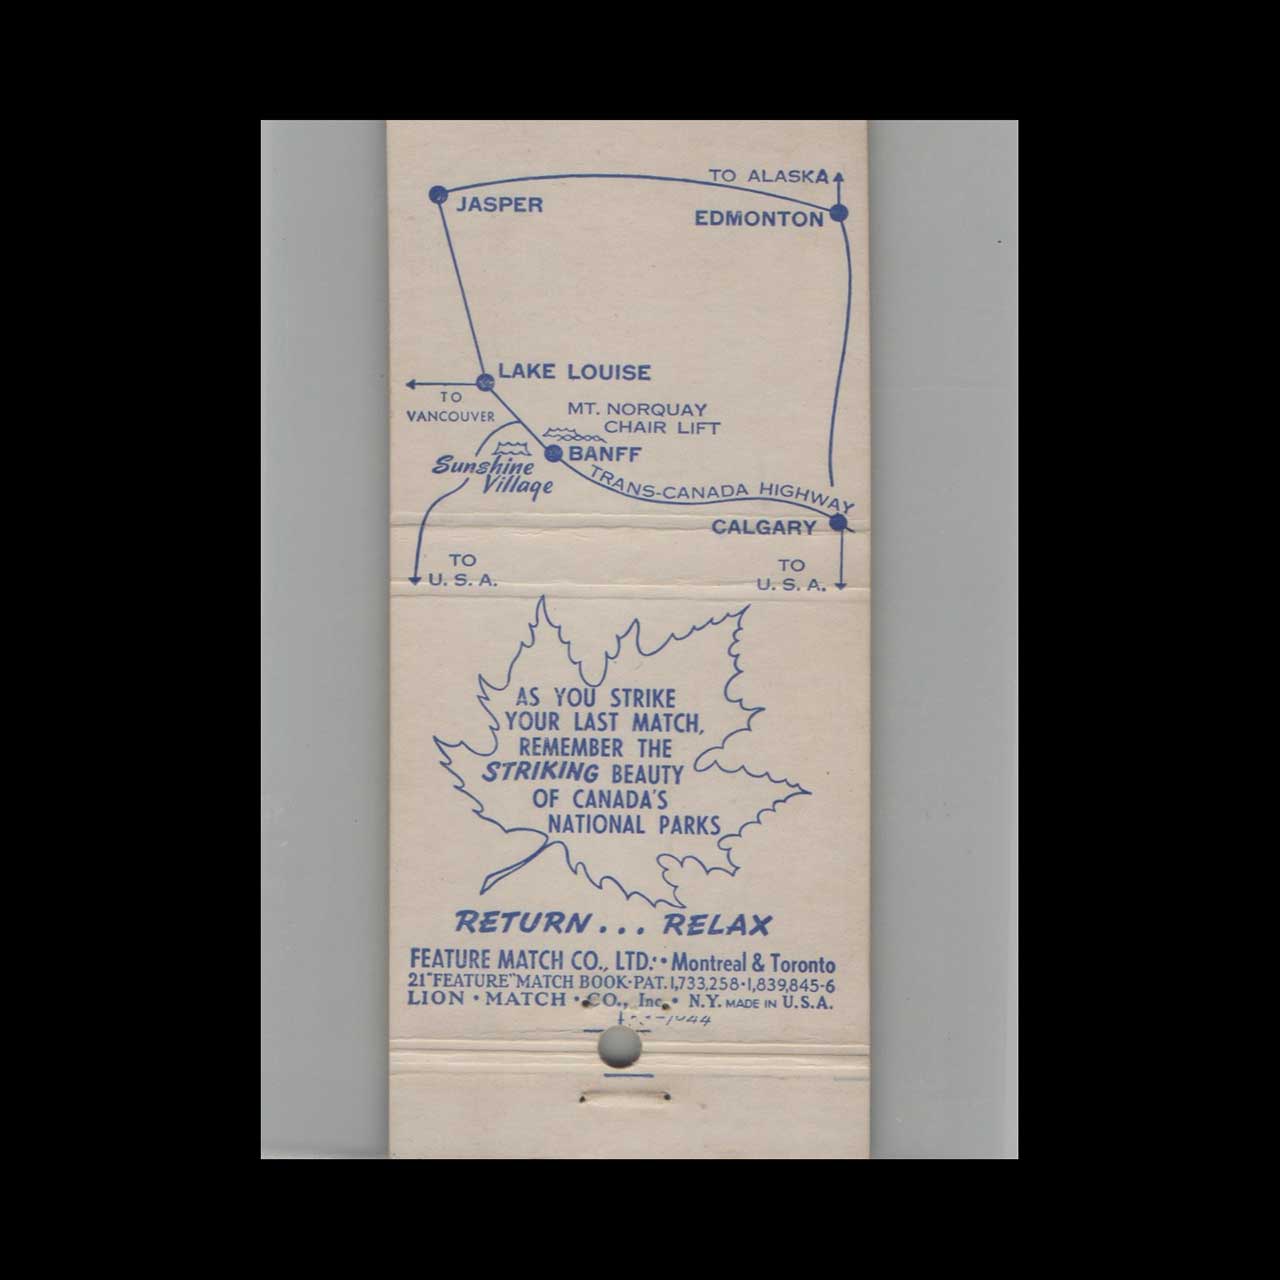 TO ALASKA
JASPER
EDMONTON
LAKE LOUISE
TO
VANCOUVER
MT. NORQUAY
CHAIR LIFT
BANFF
Sunshine
Village
TRANS-CANADA HIGHWAY
CALGARY
TO
U. S. A.
TO
U. S. A.
AS YOU STRIKE
YOUR LAST MATCH,
REMEMBER THE
STRIKING BEAUTY
OF CANADA'S
NATIONAL PARKS
RETURN... RELAX
FEATURE MATCH CO., LTD. • Montreal & Toronto
21 "FEATURE" MATCH BOOK-PAT. 1,733,258•1,839,845-6
LION • MATCH • CO., Inc. • N.Y. MADE IN U.S.A.